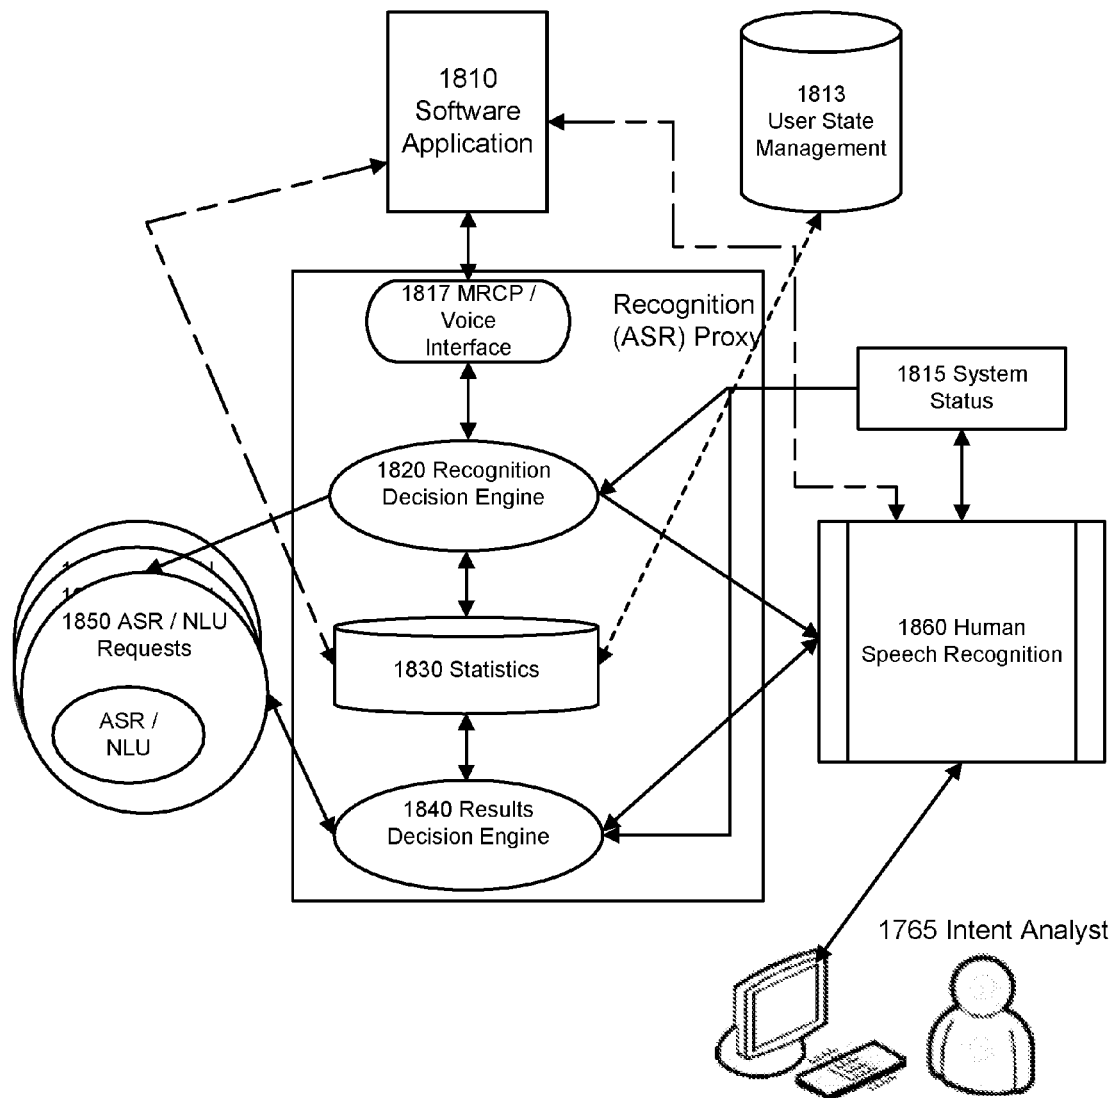 1810
Software
Application
1813
User State
Management
1817 MRCP /
Voice
Interface
Recognition
(ASR) Proxy
1815 System
Status
1820 Recognition
Decision Engine
1850 ASR / NLU
Requests
ASR /
NLU
1830 Statistics
1860 Human
Speech Recognition
1840 Results
Decision Engine
1765 Intent Analyst